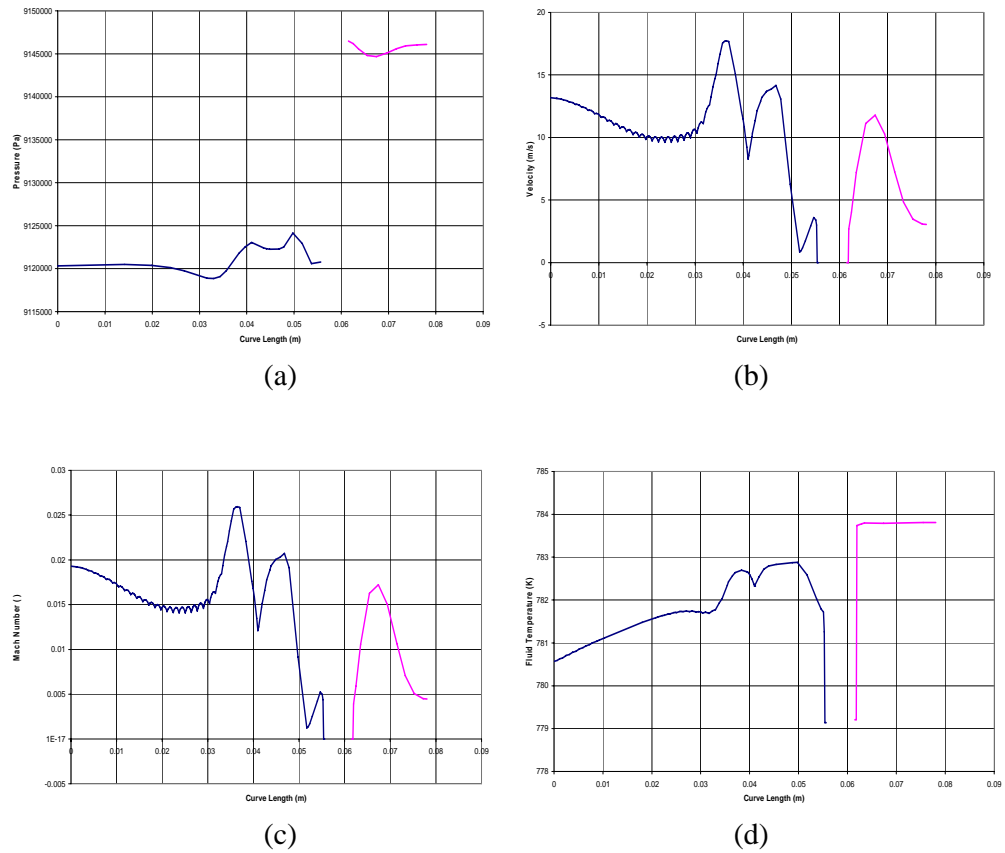 9150000
9145000
9140000
9135000
9130000
9125000
9120000
9115000
Pressure (Pa)
0 0.01 0.02 0.03 0.04 0.05 0.06 0.07 0.08 0.09
Curve Length (m)
(a)
20
15
10
5
0
-5
Velocity (m/s)
0 0.01 0.02 0.03 0.04 0.05 0.06 0.07 0.08 0.09
Curve Length (m)
(b)
0.03
0.025
0.02
0.015
0.01
0.005
1E-17
-0.005
Mach Number ( )
0 0.01 0.02 0.03 0.04 0.05 0.06 0.07 0.08 0.09
Curve Length (m)
(c)
785
784
783
782
781
780
779
778
Fluid Temperature (K)
0 0.01 0.02 0.03 0.04 0.05 0.06 0.07 0.08 0.09
Curve Length (m)
(d)